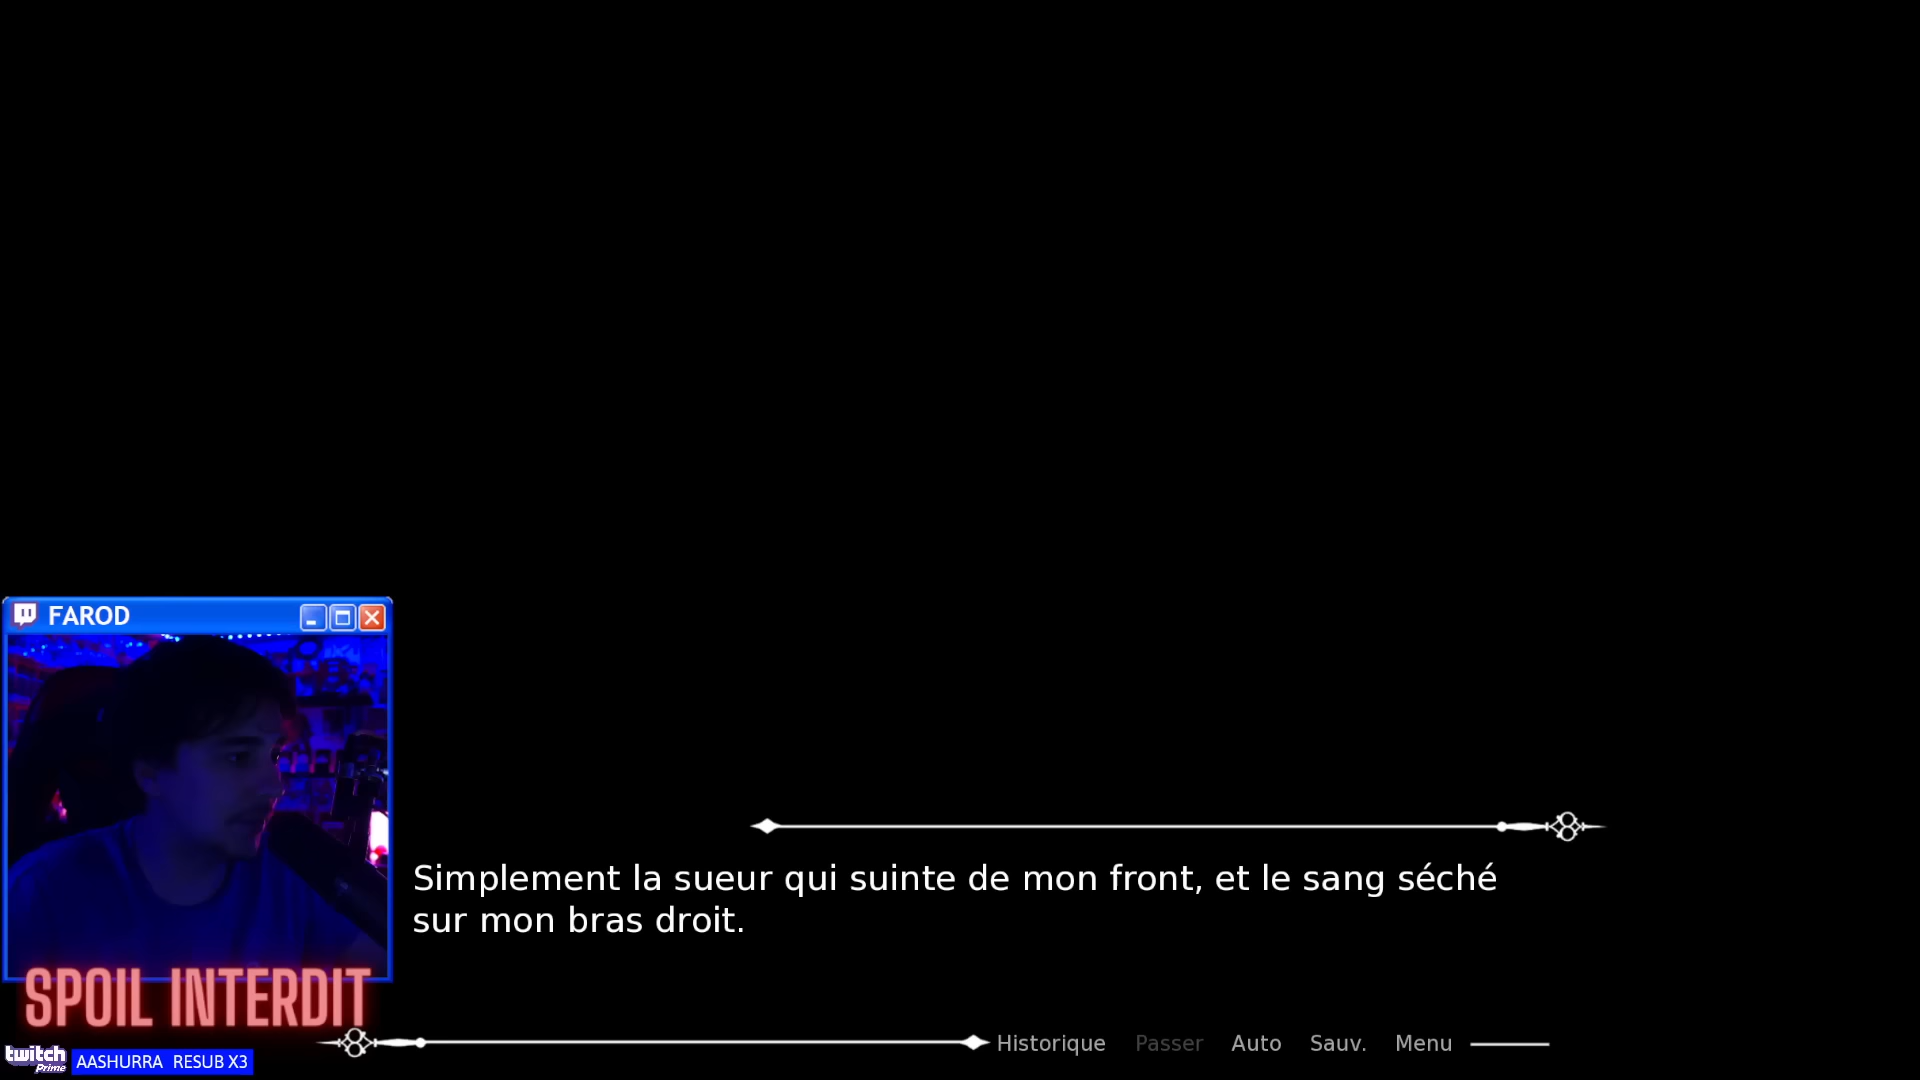 FAROD
Simplement la sueur qui suinte de mon front, et le sang séché
sur mon bras droit.
SPOIL INTERDIT
Historique Passer Auto Sauv. Menu
twitch
Prime
AASHURRA RESUB X3